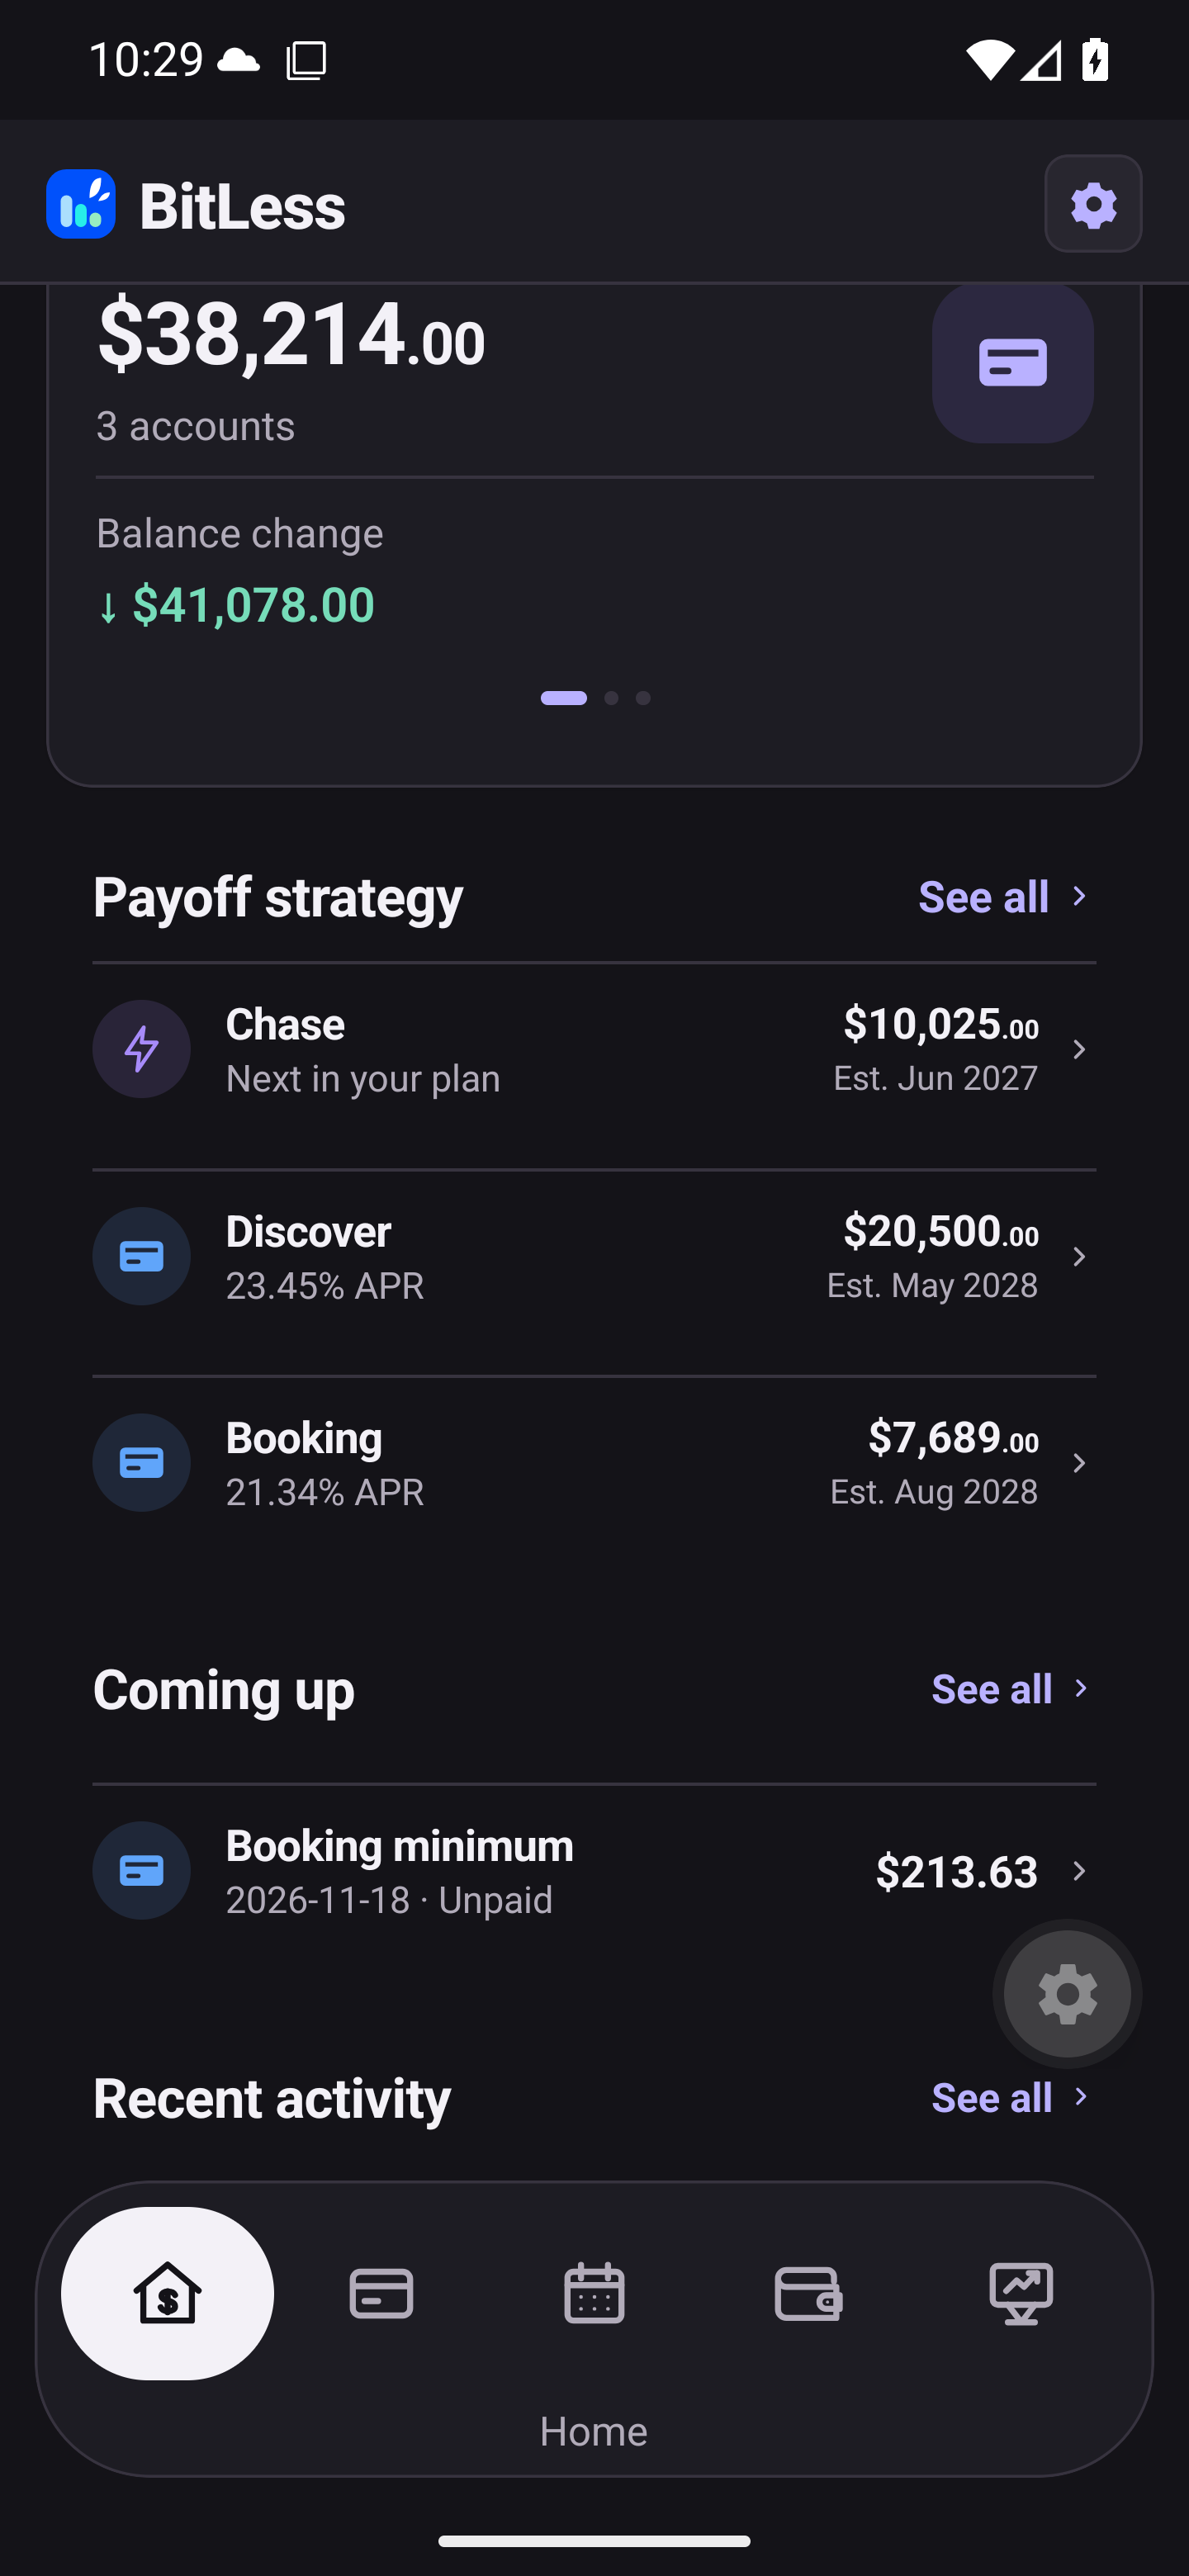 10:29
BitLess
$38,214.00
3 accounts
Balance change
↓ $41,078.00
Payoff strategy
See all
Chase
$10,025.00
Next in your plan
Est. Jun 2027
Discover
$20,500.00
23.45% APR
Est. May 2028
Booking
$7,689.00
21.34% APR
Est. Aug 2028
Coming up
See all
Booking minimum
$213.63
2026-11-18 · Unpaid
Recent activity
See all
Home